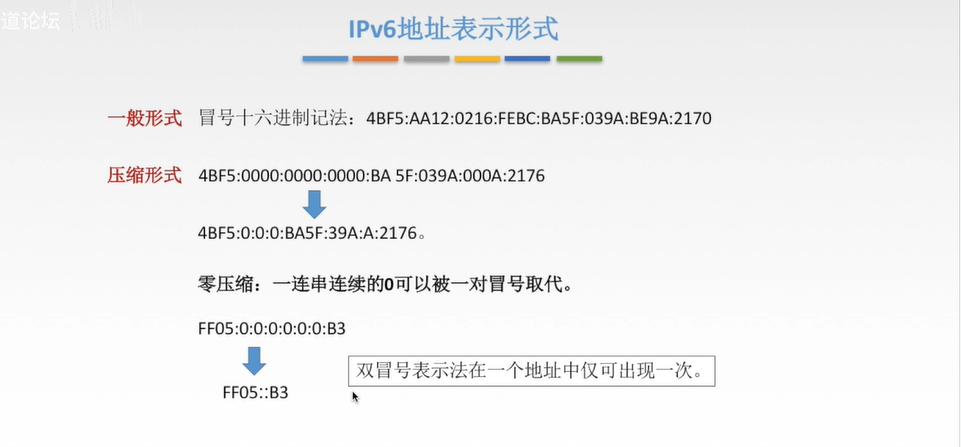 道论坛
IPv6地址表示形式
一般形式 冒号十六进制记法：4BF5:AA12:0216:FEBC:BA5F:039A:BE9A:2170
压缩形式 4BF5:0000:0000:0000:BA 5F:039A:000A:2176
4BF5:0:0:0:BA5F:39A:A:2176。
零压缩：一连串连续的0可以被一对冒号取代。
FF05:0:0:0:0:0:0:B3
双冒号表示法在一个地址中仅可出现一次。
FF05::B3